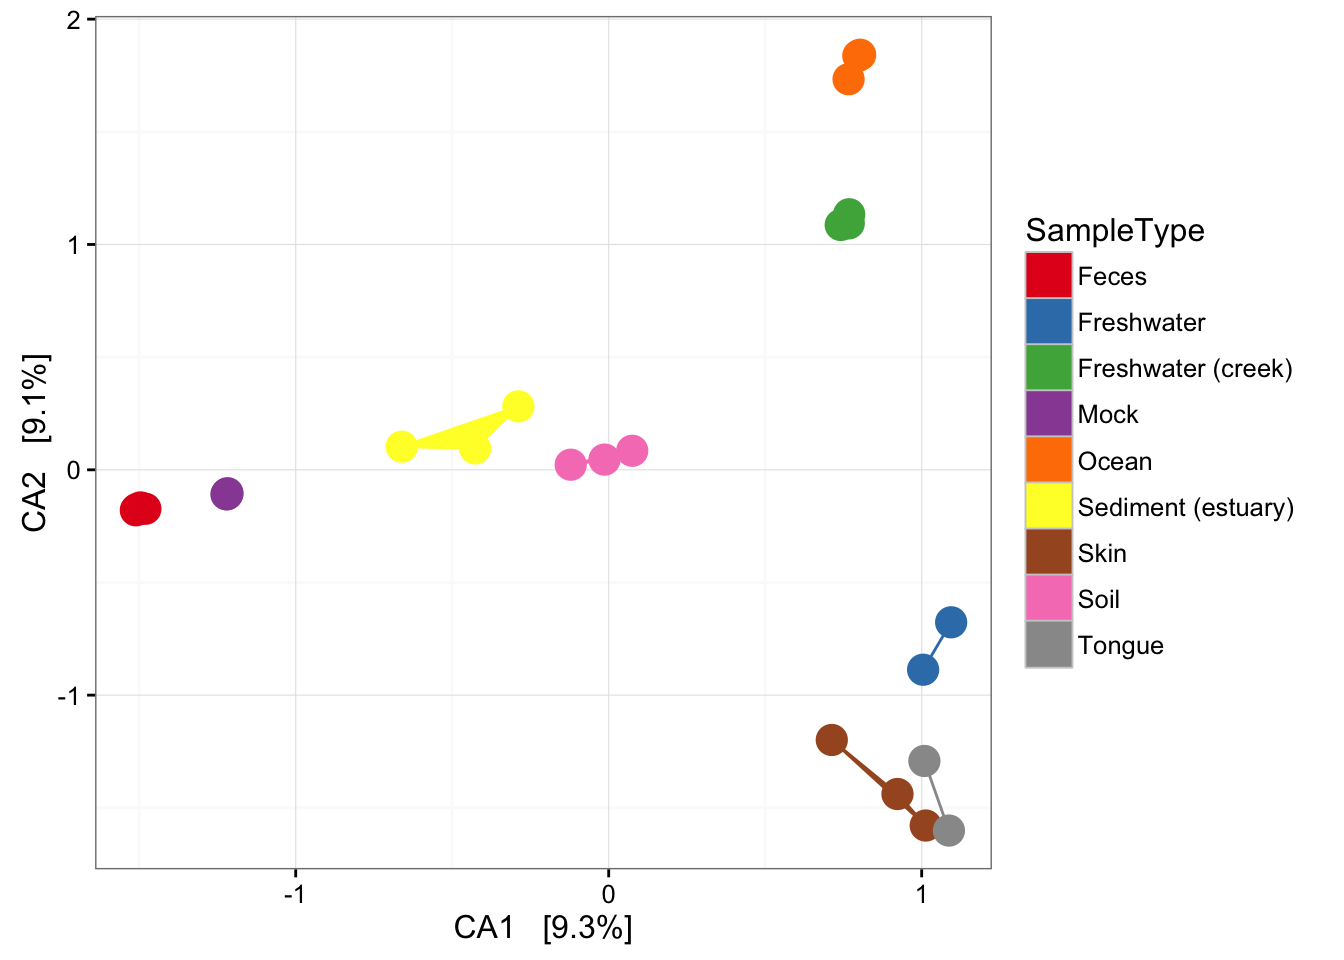 2
1
0
-1
CA2 [9.1%]
-1
0
1
CA1 [9.3%]
SampleType
Feces
Freshwater
Freshwater (creek)
Mock
Ocean
Sediment (estuary)
Skin
Soil
Tongue